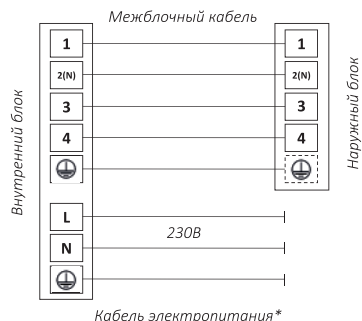 Межблочный кабель
1 1
2(N) 2(N)
3 3
4 4
Внутренний блок
Наружный блок
L
230В
N
Кабель электропитания*